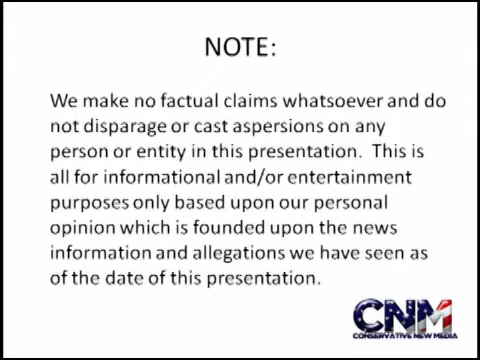 NOTE:
We make no factual claims whatsoever and do
not disparage or cast aspersions on any
person or entity in this presentation.  This is
all for informational and/or entertainment
purposes only based upon our personal
opinion which is founded upon the news
information and allegations we have seen as
of the date of this presentation.
CNM
CONSERVATIVE NEW MEDIA